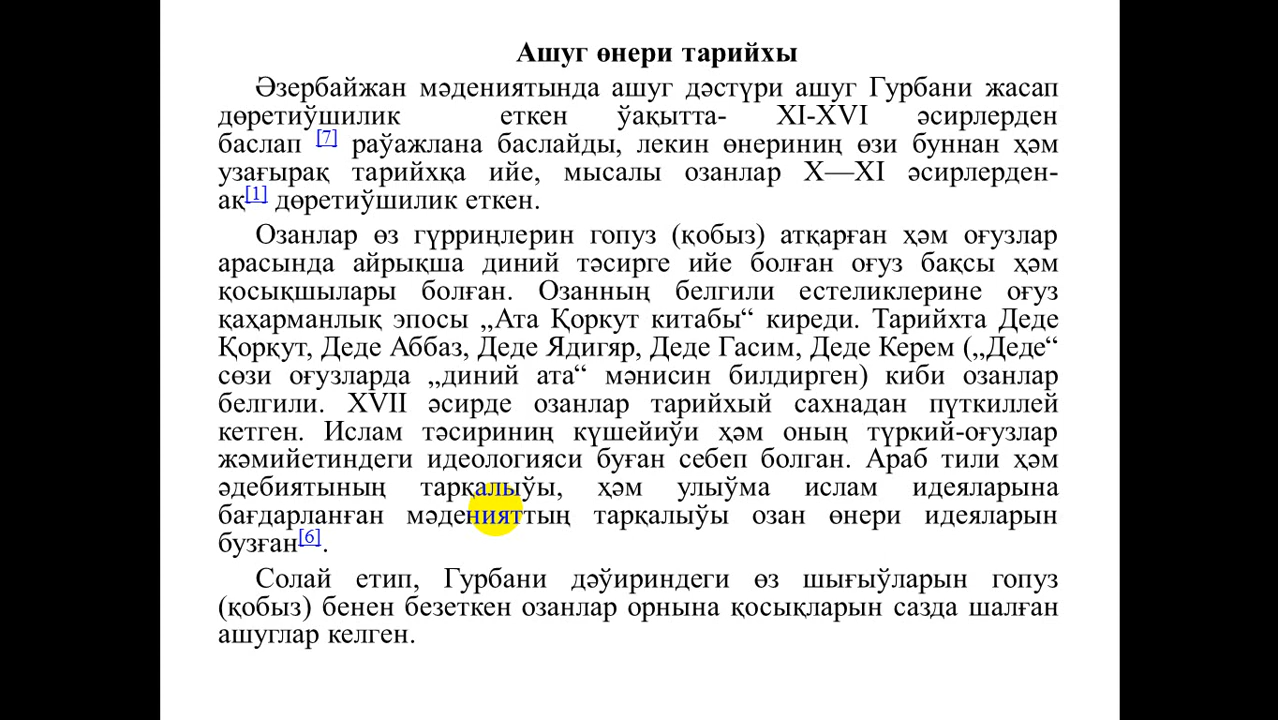 Ашуг өнери тарийхы
Әзербайжан мәдениятында ашуг дәстүри ашуг Гурбани жасап
дөретиўшилик еткен ўақытта- XI-XVI әсирлерден
баслап [7] раўажлана баслайды, лекин өнериниң өзи буннан ҳәм
узағырақ тарийхқа ийе, мысалы озанлар X—XI әсирлерден-
ақ[1] дөретиўшилик еткен.
Озанлар өз гүрриңлерин гопуз (қобыз) атқарған ҳәм оғузлар
арасында айрықша диний тәсирге ийе болған оғуз бақсы ҳәм
қосықшылары болған. Озанның белгили естеликлерине оғуз
қаҳарманлық эпосы „Ата Қоркут китабы“ киреди. Тарийхта Деде
Қорқут, Деде Аббаз, Деде Ядигяр, Деде Гасим, Деде Керем („Деде“
сөзи оғузларда „диний ата“ мәнисин билдирген) киби озанлар
белгили. XVII әсирде озанлар тарийхый сахнадан пүткиллей
кетген. Ислам тәсириниң күшейиўи ҳәм оның түркий-оғузлар
жәмийетиндеги идеологияси буған себеп болган. Араб тили ҳәм
әдебиятының тарқалыўы, ҳәм улыўма ислам идеяларына
бағдарланған мәденияттың тарқалыўы озан өнери идеяларын
бузған[6].
Солай етип, Гурбани дәўириндеги өз шығыўларын гопуз
(қобыз) бенен безеткен озанлар орнына қосықларын сазда шалған
ашуглар келген.